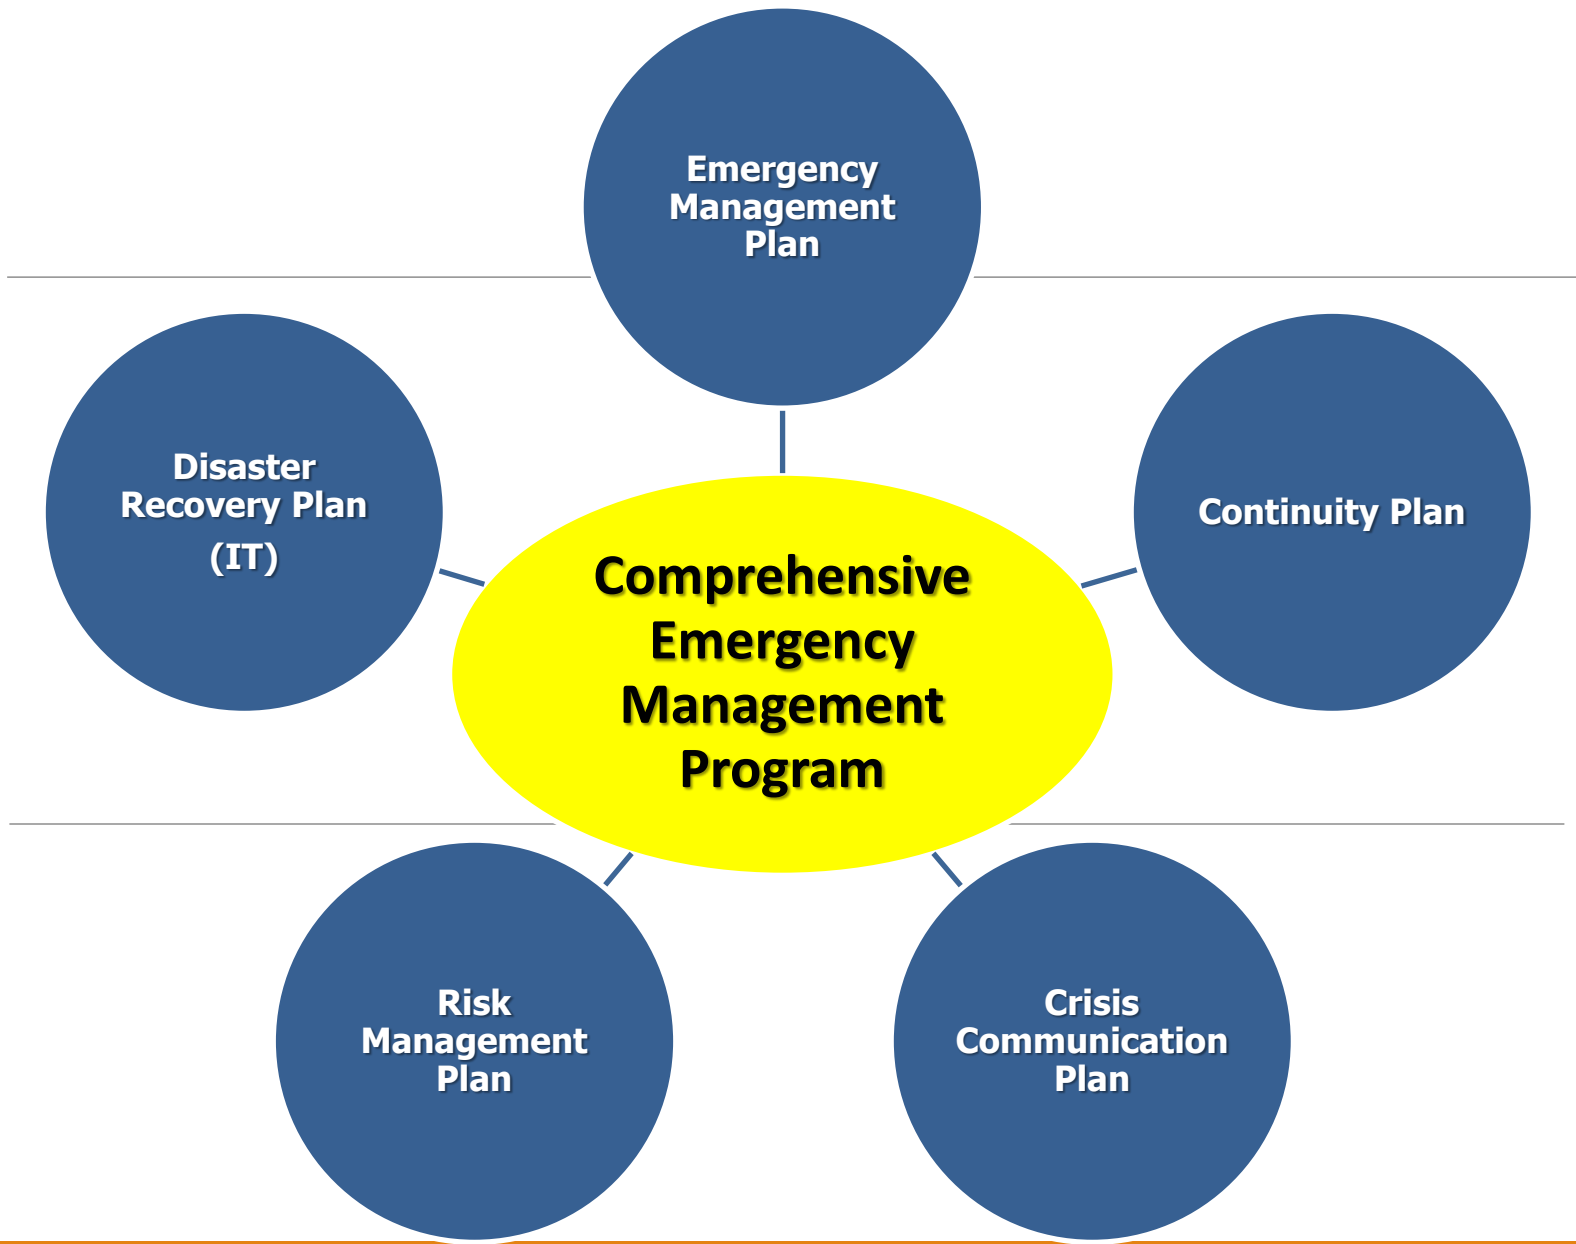 Emergency
Management
Plan
Disaster
Recovery Plan
(IT)
Continuity Plan
Comprehensive
Emergency
Management
Program
Risk
Management
Plan
Crisis
Communication
Plan